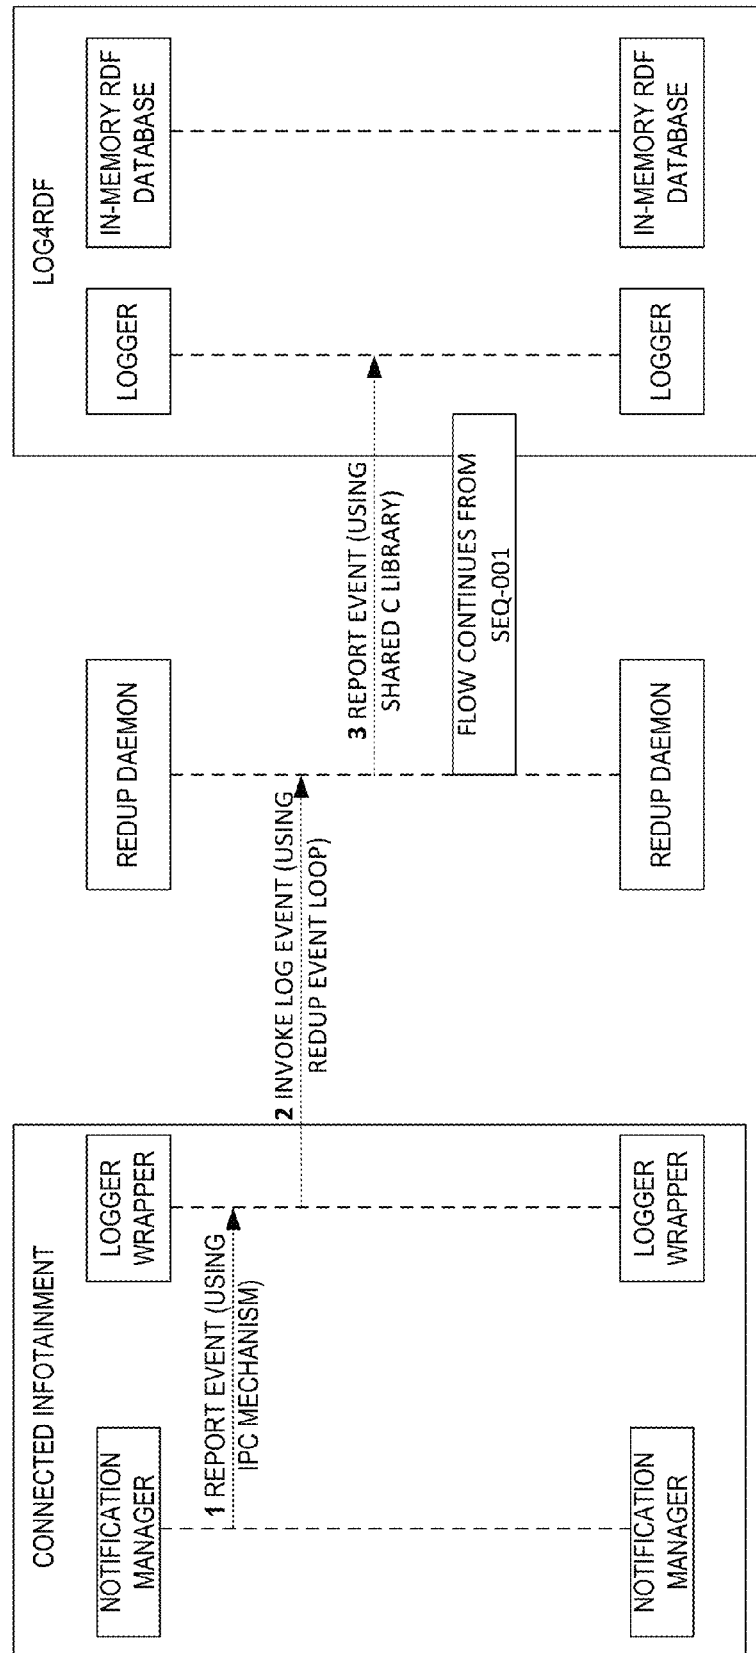 CONNECTED INFOTAINMENT
LOG4RDF
NOTIFICATION
MANAGER
LOGGER
WRAPPER
REDUP DAEMON
LOGGER
IN-MEMORY RDF
DATABASE
1 REPORT EVENT (USING
IPC MECHANISM)
2 INVOKE LOG EVENT (USING
REDUP EVENT LOOP)
3 REPORT EVENT (USING
SHARED C LIBRARY)
FLOW CONTINUES FROM
SEQ-001
NOTIFICATION
MANAGER
LOGGER
WRAPPER
REDUP DAEMON
LOGGER
IN-MEMORY RDF
DATABASE